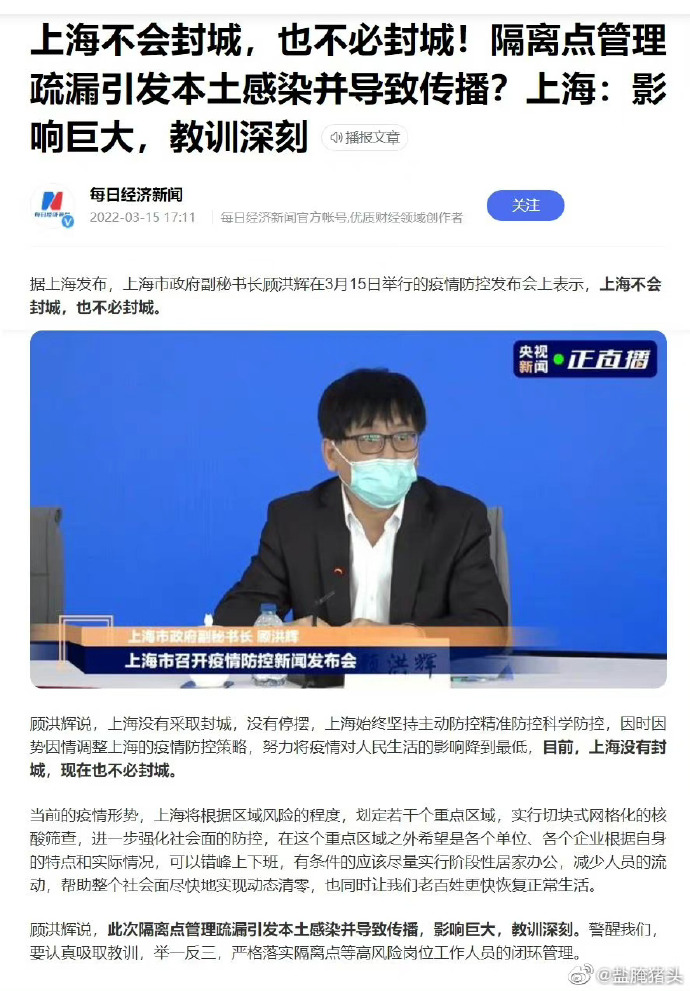 上海不会封城，也不必封城！隔离点管理
疏漏引发本土感染并导致传播？上海：影
响巨大，教训深刻
播报文章
每日经济新闻
2022-03-15 17:11
每日经济新闻官方帐号,优质财经领域创作者
关注
据上海发布，上海市政府副秘书长顾洪辉在3月15日举行的疫情防控发布会上表示，上海不会
封城，也不必封城。
央视
新闻
正直播
上海市政府副秘书长 顾洪辉
上海市召开疫情防控新闻发布会
顾洪辉
顾洪辉说，上海没有采取封城，没有停摆，上海始终坚持主动防控精准防控科学防控，因时因
势因情调整上海的疫情防控策略，努力将疫情对人民生活的影响降到最低，目前，上海没有封
城，现在也不必封城。
当前的疫情形势，上海将根据区域风险的程度，划定若干个重点区域，实行切块式网格化的核
酸筛查，进一步强化社会面的防控，在这个重点区域之外希望是各个单位、各个企业根据自身
的特点和实际情况，可以错峰上下班，有条件的应该尽量实行阶段性居家办公，减少人员的流
动，帮助整个社会面尽快地实现动态清零，也同时让我们老百姓更快恢复正常生活。
顾洪辉说，此次隔离点管理疏漏引发本土感染并导致传播，影响巨大，教训深刻。警醒我们，
要认真吸取教训，举一反三，严格落实隔离点等高风险岗位工作人员的闭环管理。
@盐腌猪头